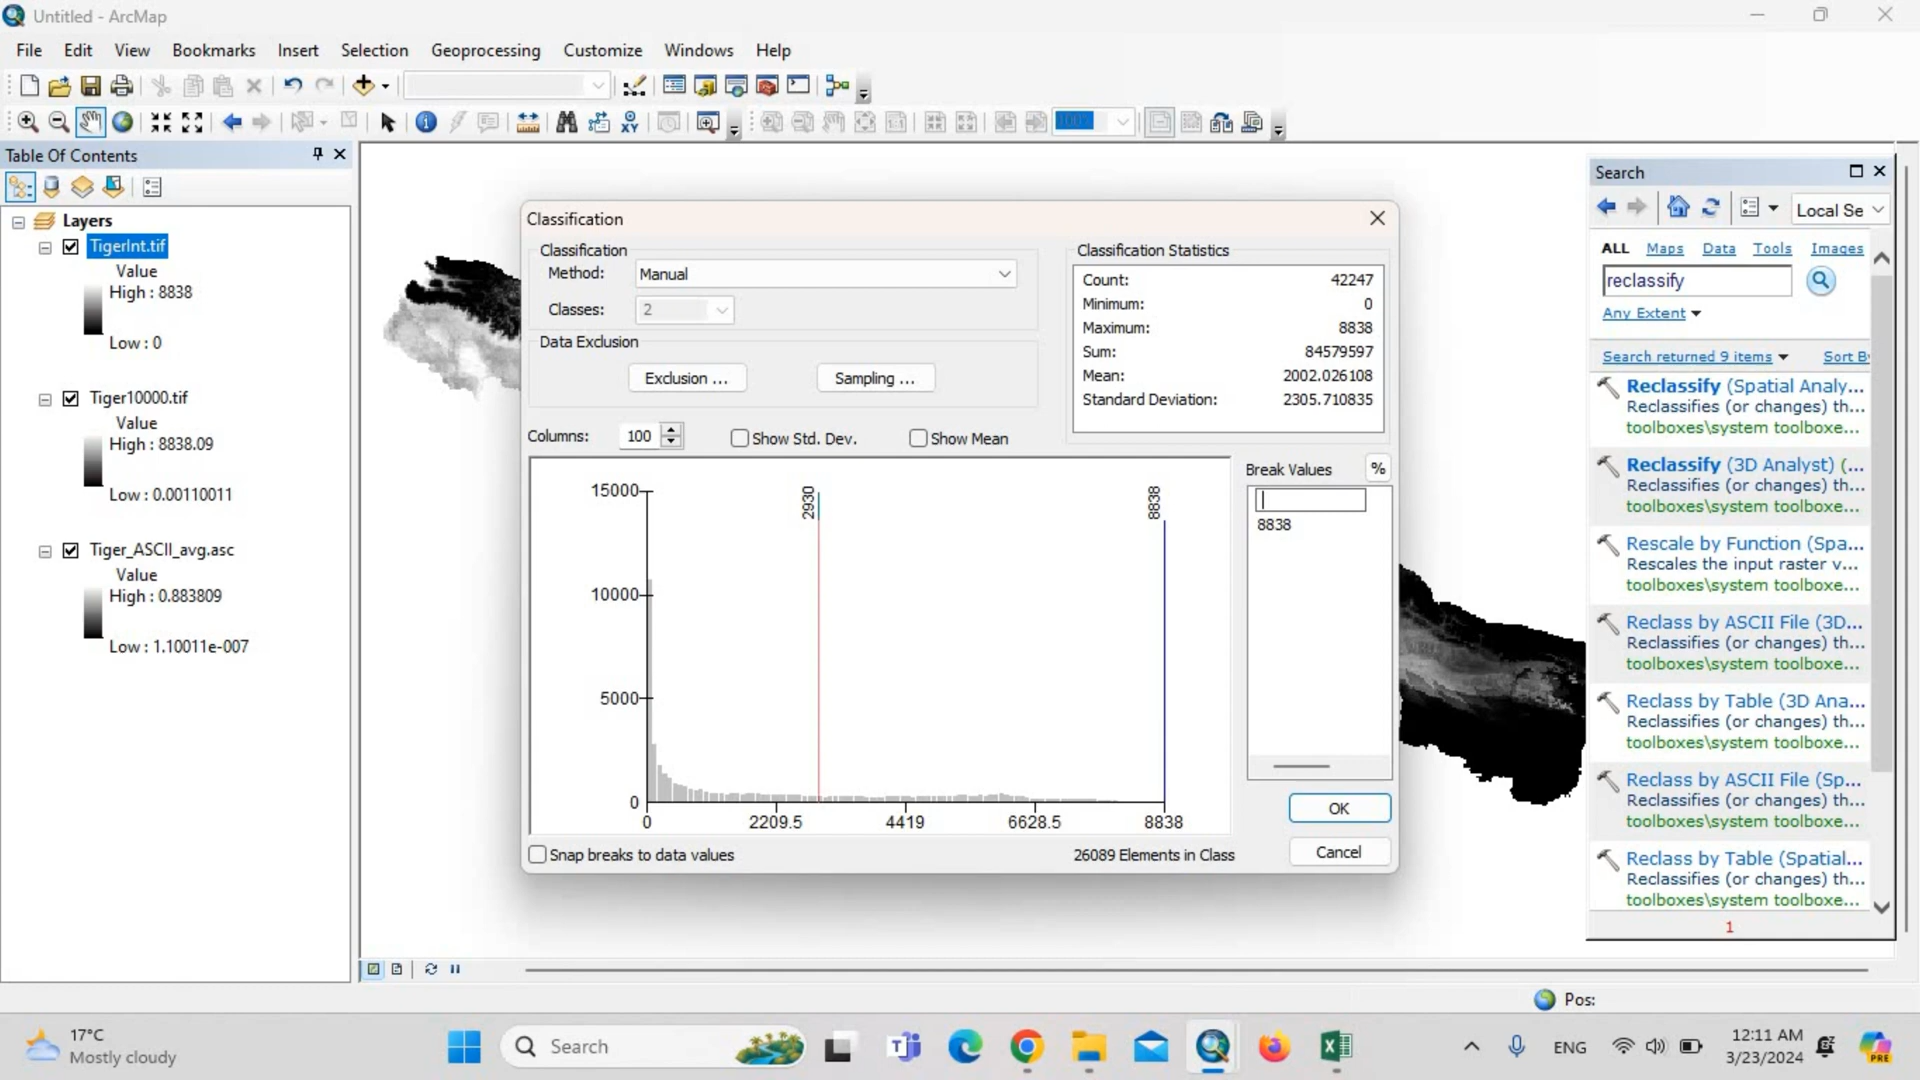 Untitled - ArcMap
File Edit View Bookmarks Insert Selection Geoprocessing Customize Windows Help
100%
Table Of Contents
Layers
TigerInt.tif
Value
High : 8838
Low : 0
Tiger10000.tif
Value
High : 8838.09
Low : 0.00110011
Tiger_ASCII_avg.asc
Value
High : 0.883809
Low : 1.10011e-007
Classification
Classification
Method: Manual
Classes: 2
Data Exclusion
Exclusion ... Sampling ...
Classification Statistics
Count: 42247
Minimum: 0
Maximum: 8838
Sum: 84579597
Mean: 2002.026108
Standard Deviation: 2305.710835
Columns: 100 Show Std. Dev. Show Mean
Break Values %
8838
15000
10000
5000
0
2930
8838
0 2209.5 4419 6628.5 8838
OK
Cancel
Snap breaks to data values
26089 Elements in Class
Search
Local Se
ALL Maps Data Tools Images
reclassify
Any Extent
Search returned 9 items Sort B
Reclassify (Spatial Analy...
Reclassifies (or changes) th...
toolboxes\system toolboxe...
Reclassify (3D Analyst) (...
Reclassifies (or changes) th...
toolboxes\system toolboxe...
Rescale by Function (Spa...
Rescales the input raster v...
toolboxes\system toolboxe...
Reclass by ASCII File (3D...
Reclassifies (or changes) th...
toolboxes\system toolboxe...
Reclass by Table (3D Ana...
Reclassifies (or changes) th...
toolboxes\system toolboxe...
Reclass by ASCII File (Sp...
Reclassifies (or changes) th...
toolboxes\system toolboxe...
Reclass by Table (Spatial...
Reclassifies (or changes) th...
toolboxes\system toolboxe...
1
Pos:
17°C
Mostly cloudy
Search
ENG
12:11 AM
3/23/2024
PRE